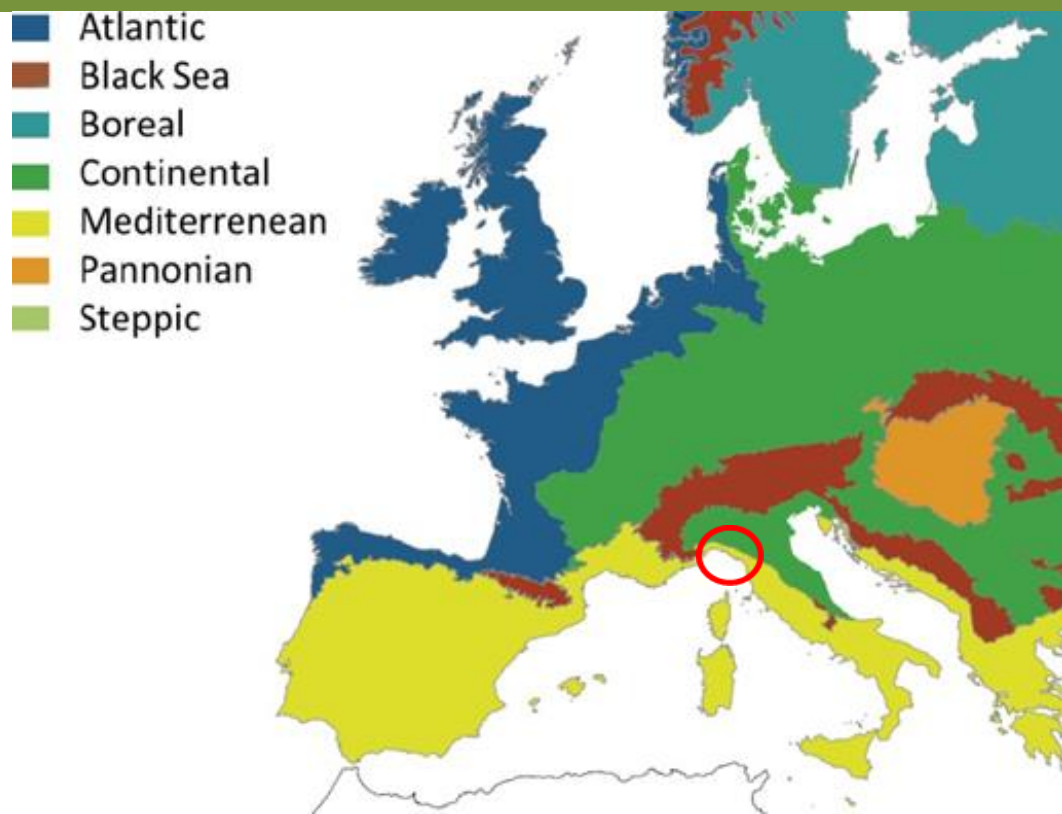 Atlantic
Black Sea
Boreal
Continental
Mediterrenean
Pannonian
Steppic